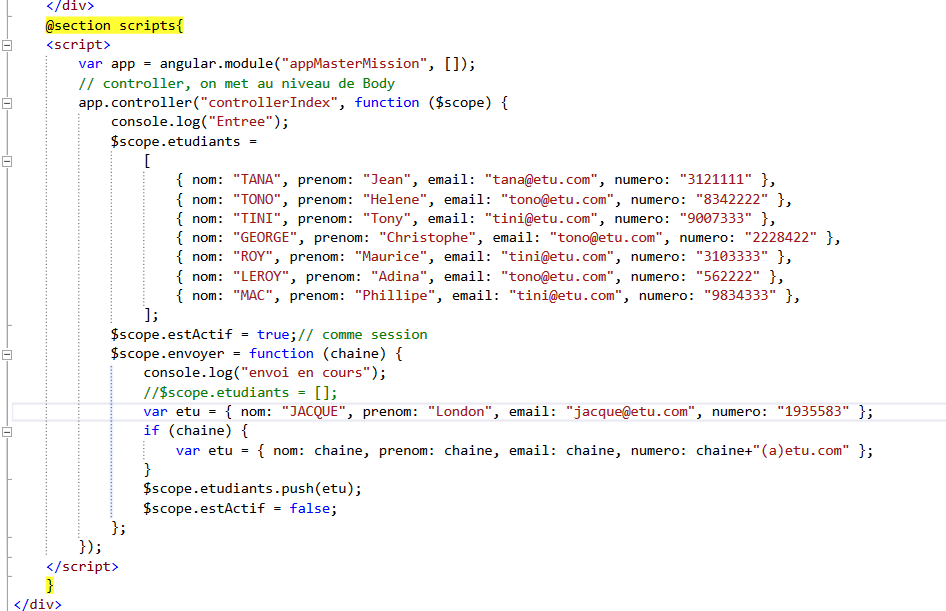 </div>
@section scripts{
<script>
var app = angular.module("appMasterMission", []);
// controller, on met au niveau de Body
app.controller("controllerIndex", function ($scope) {
console.log("Entree");
$scope.etudiants =
[
{ nom: "TANA", prenom: "Jean", email: "tana@etu.com", numero: "3121111" },
{ nom: "TONO", prenom: "Helene", email: "tono@etu.com", numero: "8342222" },
{ nom: "TINI", prenom: "Tony", email: "tini@etu.com", numero: "9007333" },
{ nom: "GEORGE", prenom: "Christophe", email: "tono@etu.com", numero: "2228422" },
{ nom: "ROY", prenom: "Maurice", email: "tini@etu.com", numero: "3103333" },
{ nom: "LEROY", prenom: "Adina", email: "tono@etu.com", numero: "562222" },
{ nom: "MAC", prenom: "Phillipe", email: "tini@etu.com", numero: "9834333" },
];
$scope.estActif = true;// comme session
$scope.envoyer = function (chaine) {
console.log("envoi en cours");
//$scope.etudiants = [];
var etu = { nom: "JACQUE", prenom: "London", email: "jacque@etu.com", numero: "1935583" };
if (chaine) {
var etu = { nom: chaine, prenom: chaine, email: chaine, numero: chaine+"(a)etu.com" };
}
$scope.etudiants.push(etu);
$scope.estActif = false;
};
});
</script>
}
</div>